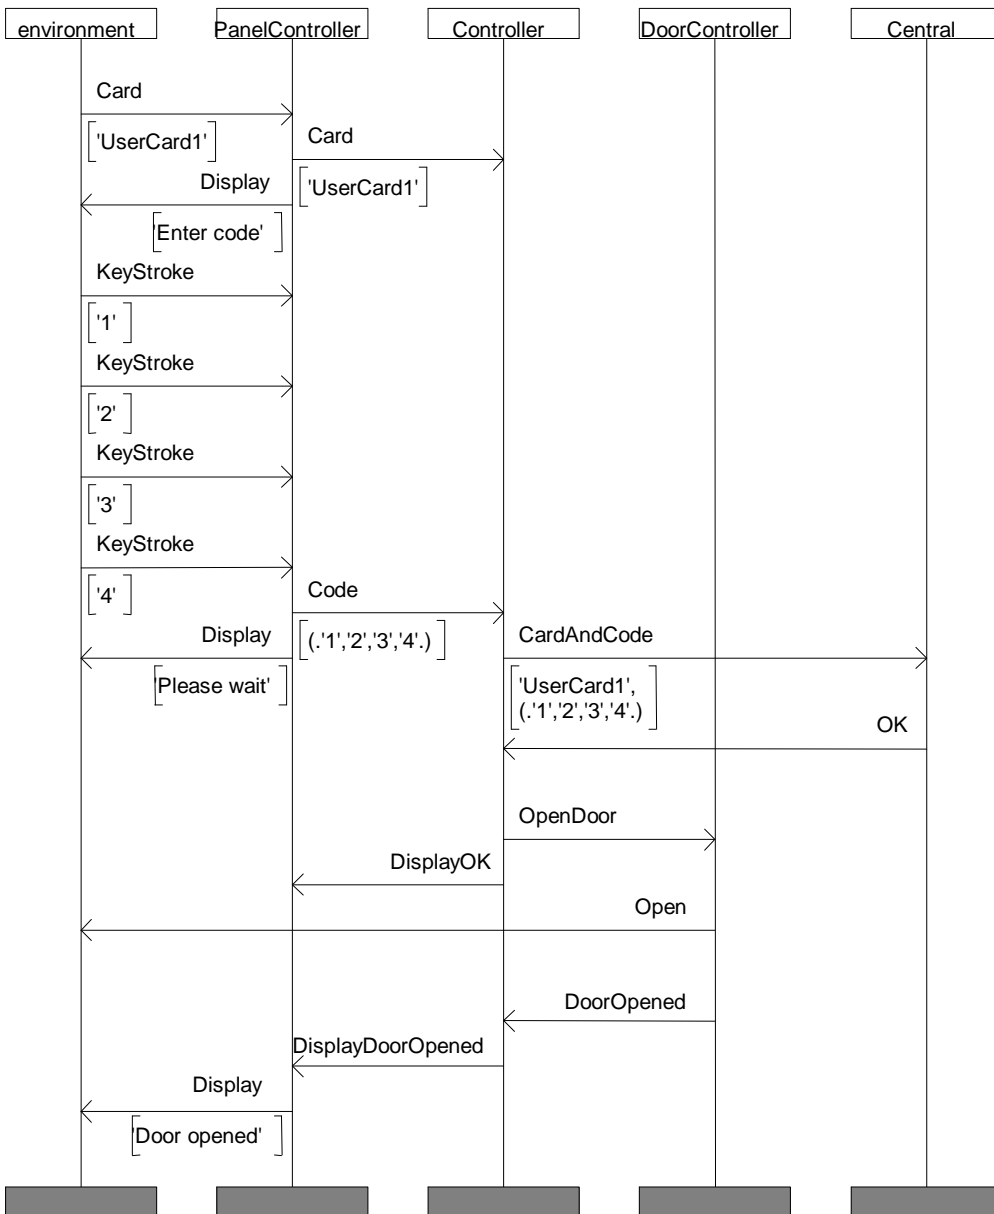 environment
PanelController
Controller
DoorController
Central
Card
'UserCard1'
Card
'UserCard1'
Display
'Enter code'
KeyStroke
'1'
KeyStroke
'2'
KeyStroke
'3'
KeyStroke
'4'
Code
(.'1','2','3','4'.)
Display
'Please wait'
CardAndCode
'UserCard1',
(.'1','2','3','4'.)
OK
OpenDoor
DisplayOK
Open
DoorOpened
DisplayDoorOpened
Display
'Door opened'